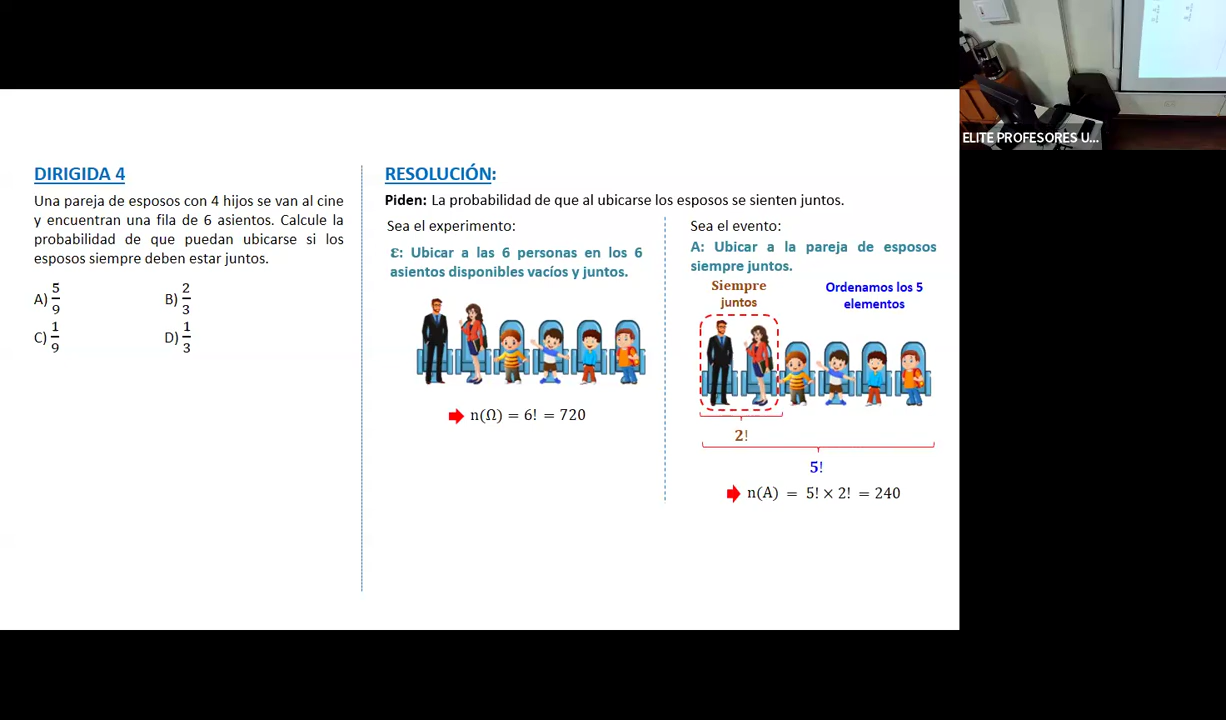 ELITE PROFESORES U...
DIRIGIDA 4
Una pareja de esposos con 4 hijos se van al cine
y encuentran una fila de 6 asientos. Calcule la
probabilidad de que puedan ubicarse si los
esposos siempre deben estar juntos.
A) 5/9 B) 2/3
C) 1/9 D) 1/3
RESOLUCIÓN:
Piden: La probabilidad de que al ubicarse los esposos se sienten juntos.
Sea el experimento:
ε: Ubicar a las 6 personas en los 6
asientos disponibles vacíos y juntos.
n(Ω) = 6! = 720
Sea el evento:
A: Ubicar a la pareja de esposos
siempre juntos.
Siempre
juntos
Ordenamos los 5
elementos
2!
5!
n(A) = 5! × 2! = 240